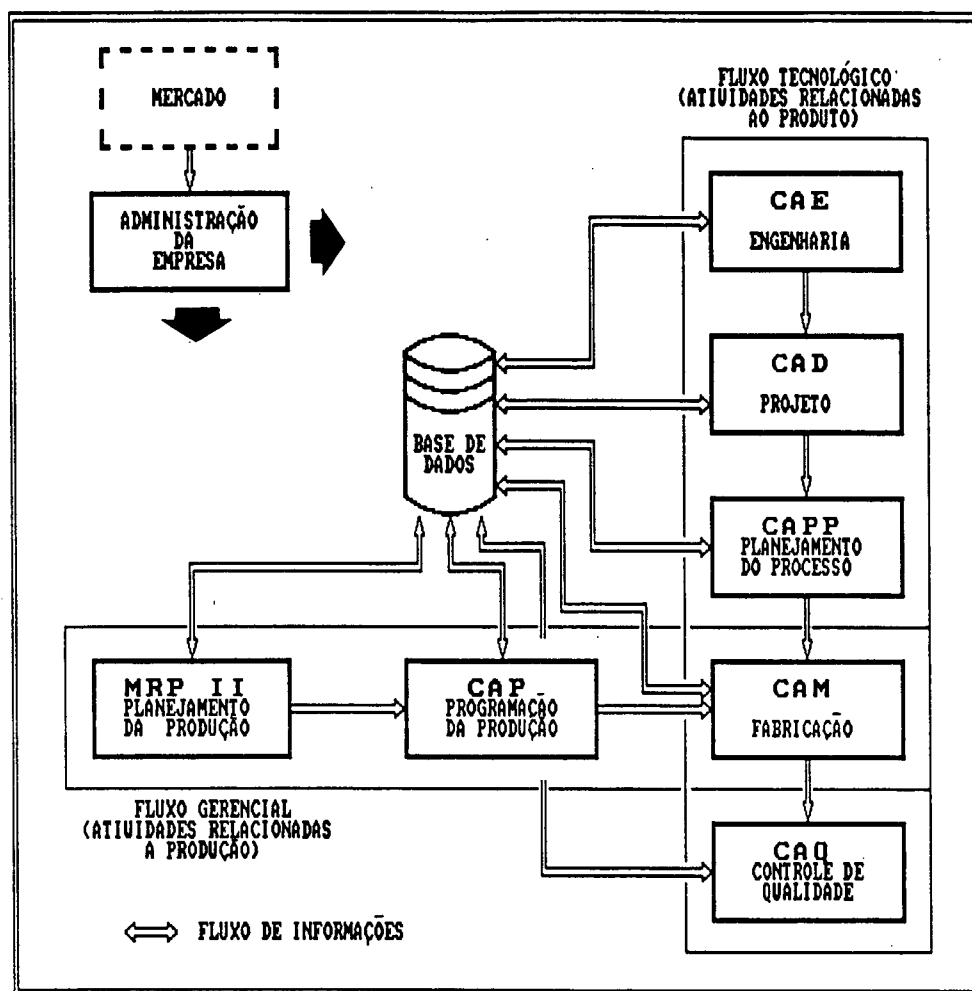 MERCADO
ADMINISTRAÇÃO
DA
EMPRESA
FLUXO TECNOLÓGICO
(ATIVIDADES RELACIONADAS
AO PRODUTO)
CAE
ENGENHARIA
CAD
PROJETO
BASE DE
DADOS
CAPP
PLANEJAMENTO
DO PROCESSO
MRP II
PLANEJAMENTO
DA PRODUÇÃO
CAP
PROGRAMAÇÃO
DA PRODUÇÃO
CAM
FABRICAÇÃO
FLUXO GERENCIAL
(ATIVIDADES RELACIONADAS
A PRODUÇÃO)
CAQ
CONTROLE DE
QUALIDADE
FLUXO DE INFORMAÇÕES